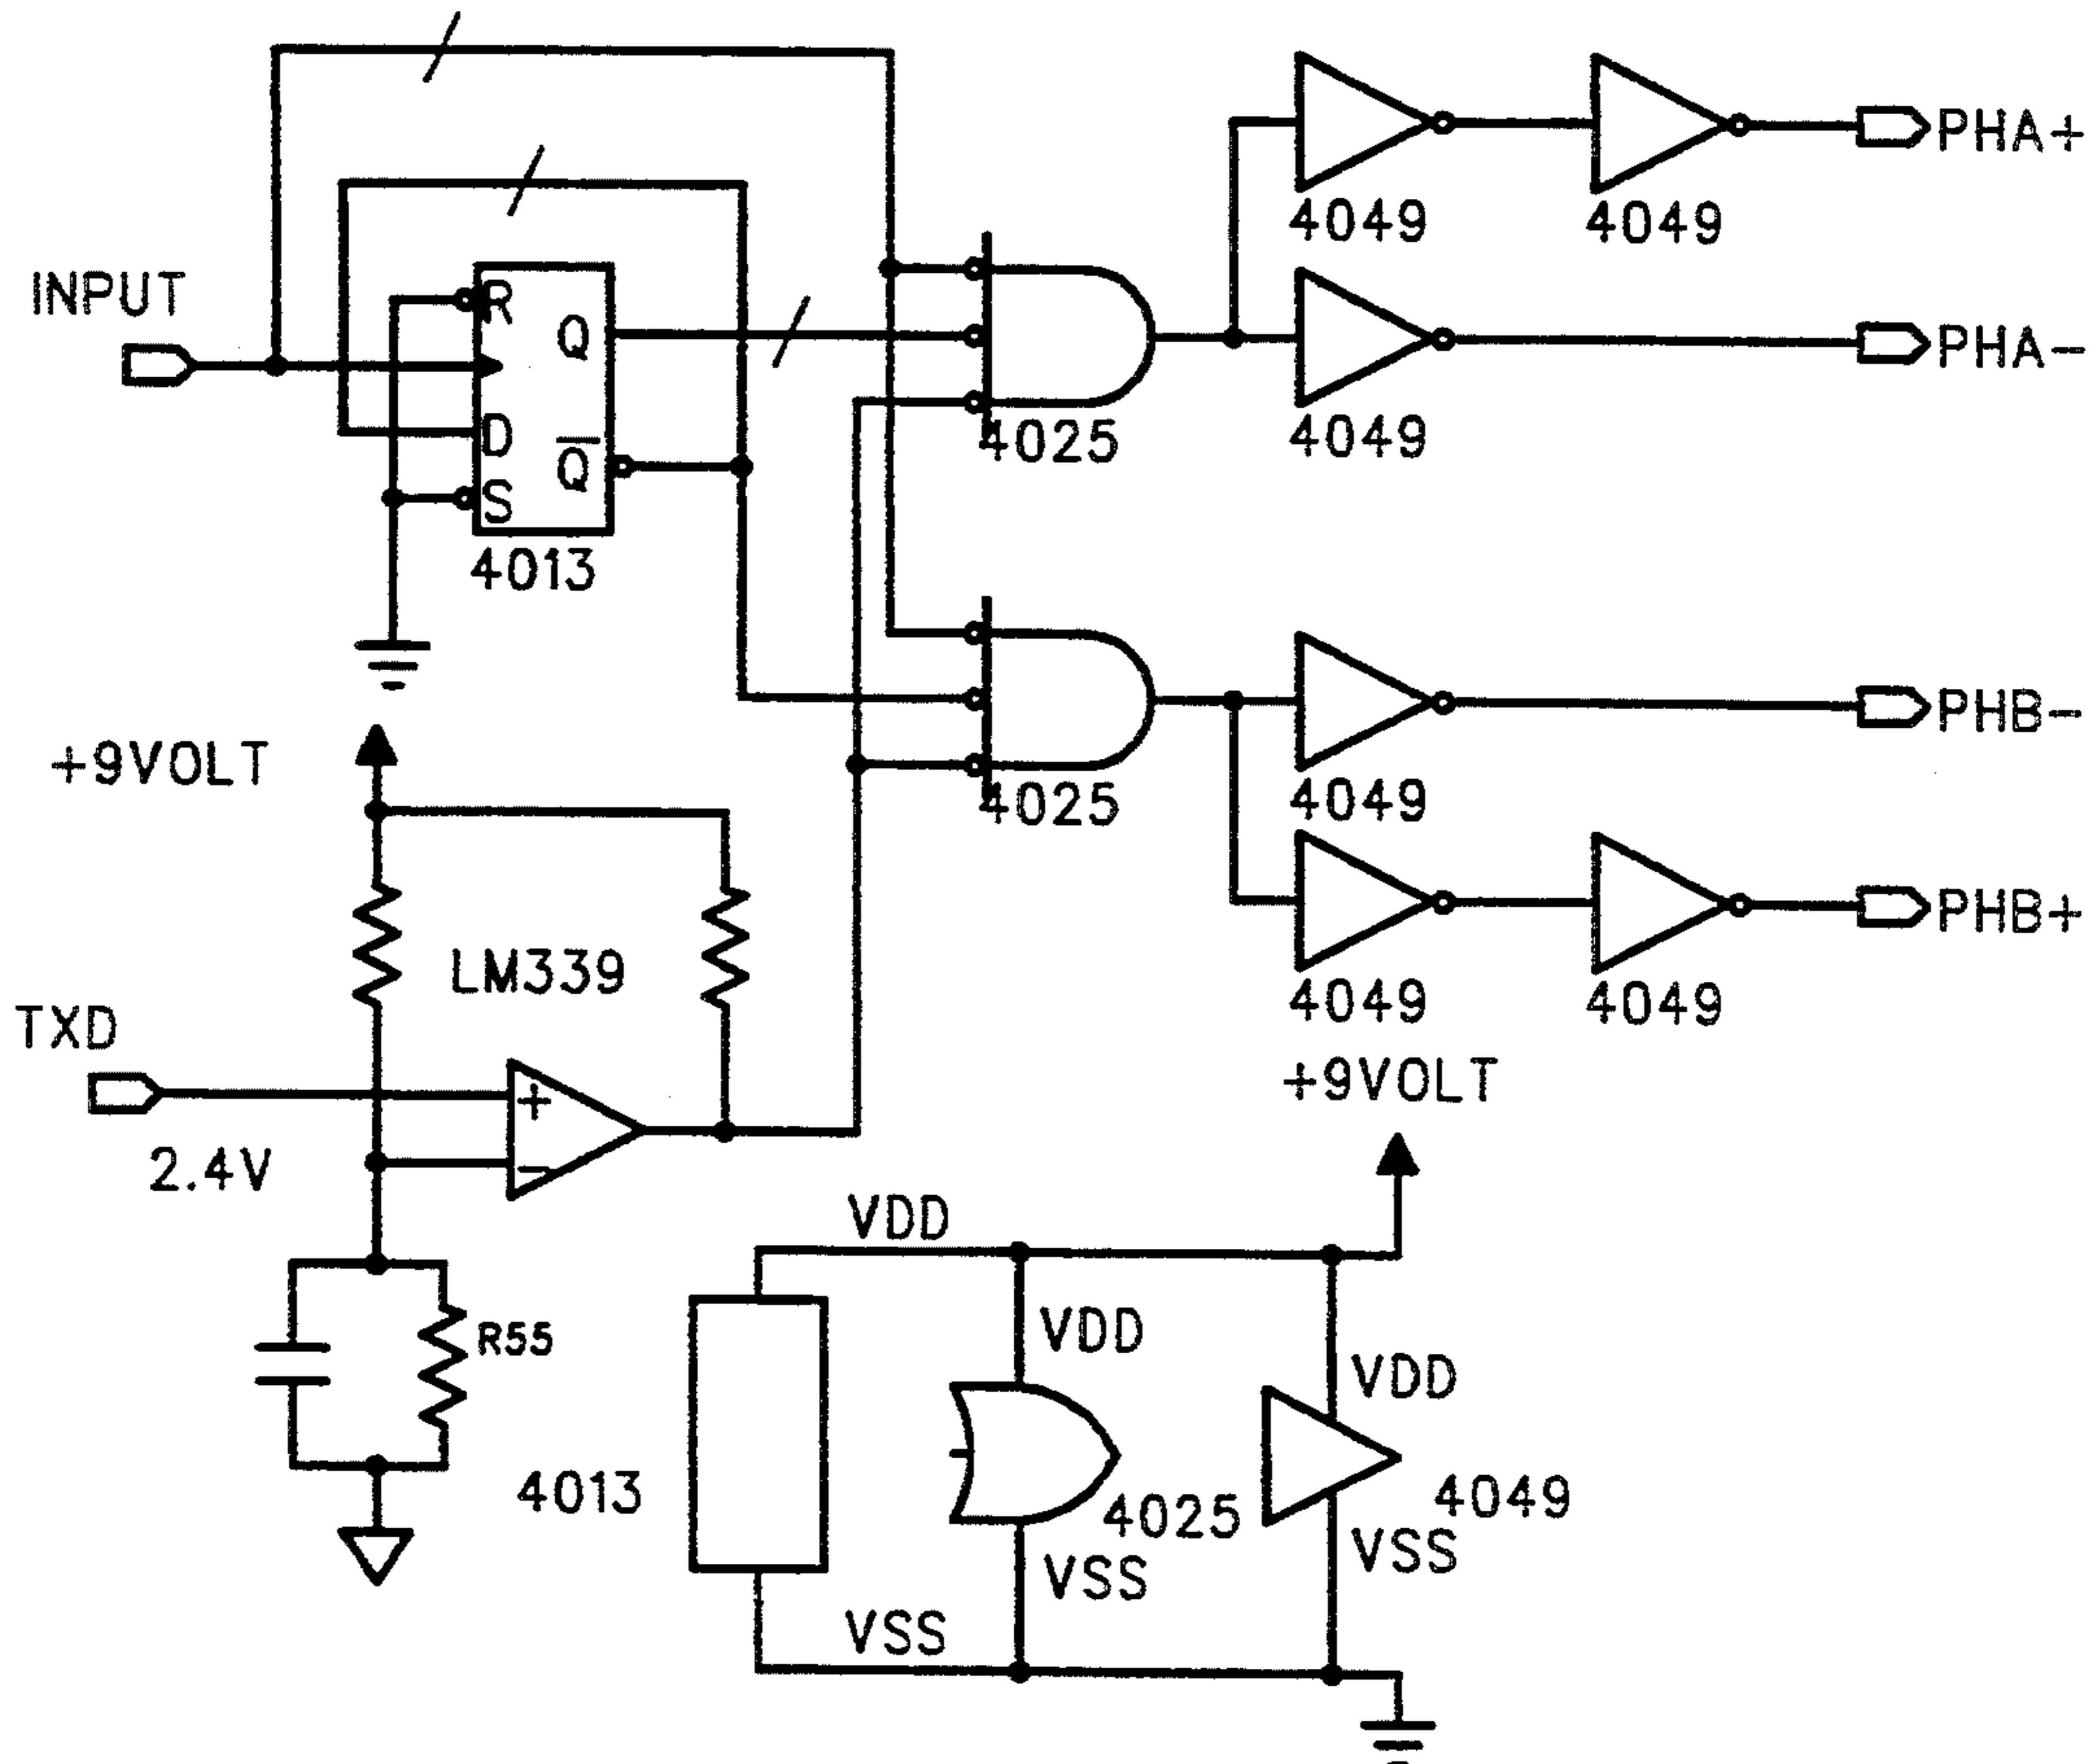 PHA+
4049
4049
INPUT
R
Q
PHA-
D
Q
4025
4049
S
4013
PHB-
+9VOLT
4025
4049
LM339
PHB+
4049
4049
TXD
+9VOLT
+
2.4V
-
VDD
VDD
R55
VDD
4013
4025
4049
VSS
VSS
VSS